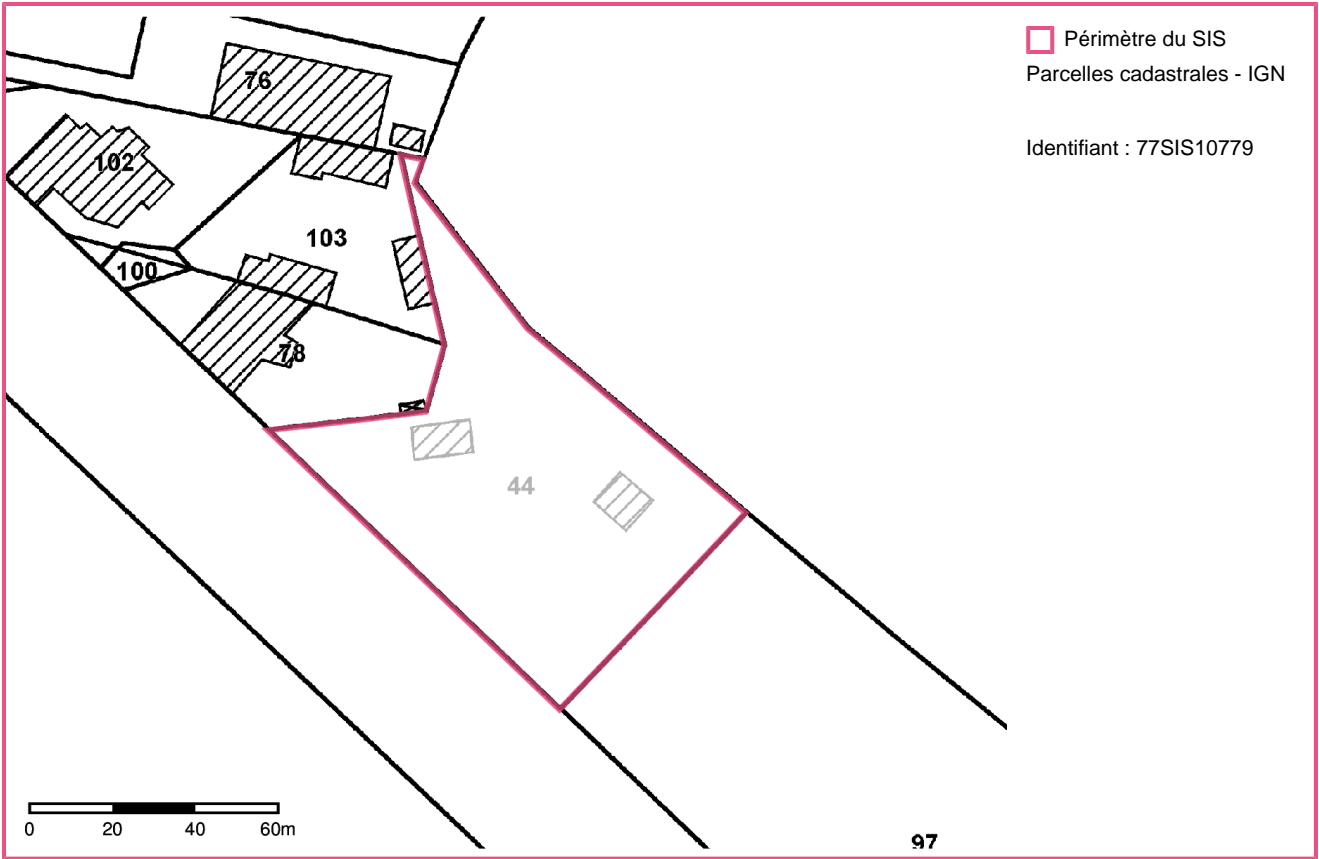 Périmètre du SIS
Parcelles cadastrales - IGN
Identifiant : 77SIS10779
76
102
103
100
78
44
97
0 20 40 60m